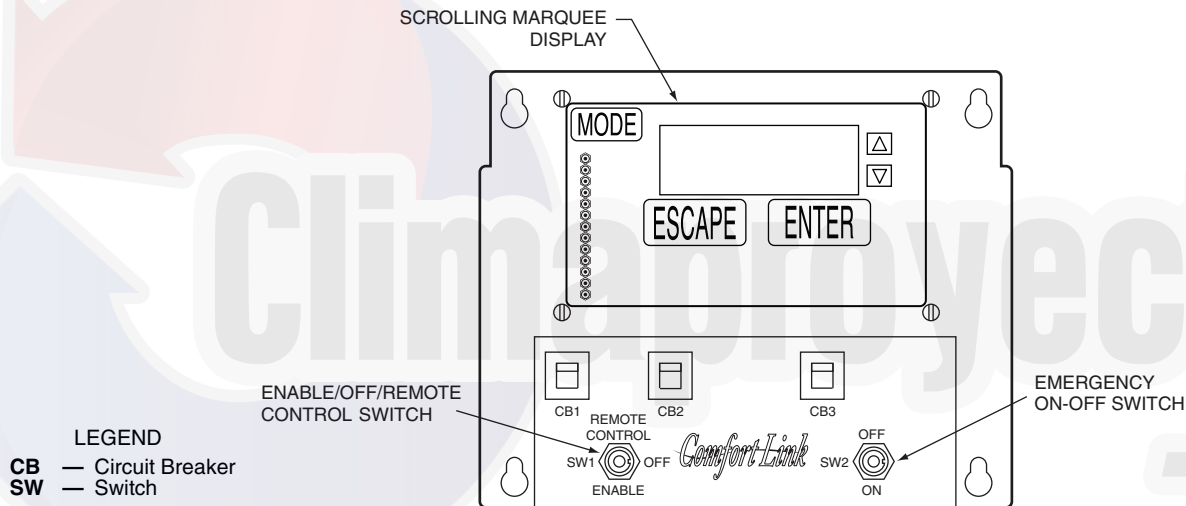 SCROLLING MARQUEE
DISPLAY
MODE
ESCAPE
ENTER
CB1
CB2
CB3
ENABLE/OFF/REMOTE
CONTROL SWITCH
EMERGENCY
ON-OFF SWITCH
REMOTE
CONTROL
SW1
OFF
ENABLE
Comfort Link
OFF
SW2
ON
LEGEND
CB — Circuit Breaker
SW — Switch
Climaproyec